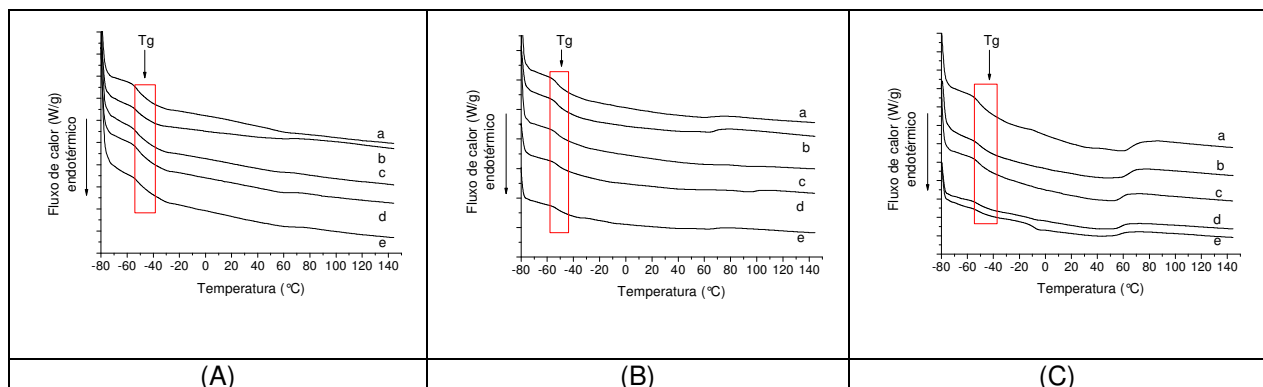 Tg
Fluxo de calor (W/g)
endotérmico
a
b
c
d
e
-80 -60 -40 -20 0 20 40 60 80 100 120 140
Temperatura (°C)
(A)
Tg
Fluxo de calor (W/g)
endotérmico
a
b
c
d
e
-80 -60 -40 -20 0 20 40 60 80 100 120 140
Temperatura (°C)
(B)
Tg
Fluxo de calor (W/g)
endotérmico
a
b
c
d
e
-80 -60 -40 -20 0 20 40 60 80 100 120 140
Temperatura (°C)
(C)